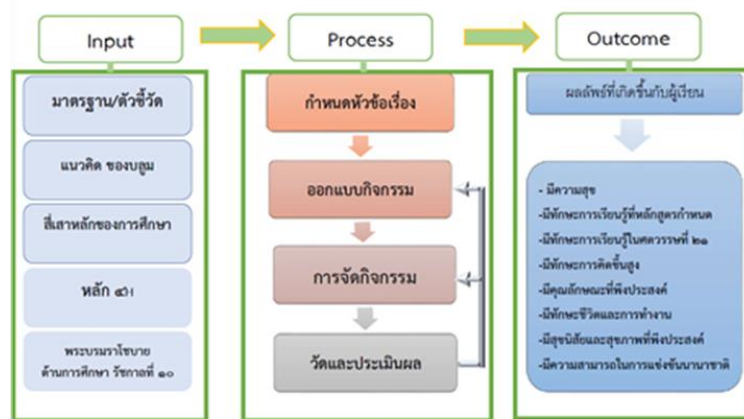 Input
Process
Outcome
มาตรฐาน/ตัวชี้วัด
แนวคิด ของบลูม
สี่เสาหลักของการศึกษา
หลัก
พระบรมราโชบาย
ด้านการศึกษา รัชกาลที่ ๑๐
กำหนดหัวข้อเรื่อง
ออกแบบกิจกรรม
การจัดกิจกรรม
วัดและประเมินผล
ผลลัพธ์ที่เกิดขึ้นกับผู้เรียน
- มีความสุข
-มีทักษะการเรียนรู้ที่หลักสูตรกำหนด
-มีทักษะการเรียนรู้ในศตวรรษที่ ๒๑
-มีทักษะการคิดขั้นสูง
-มีคุณลักษณะที่พึงประสงค์
-มีทักษะชีวิตและการทำงาน
-มีสุขนิสัยและสุขภาพที่พึงประสงค์
-มีความสามารถในการแข่งขันนานาชาติ